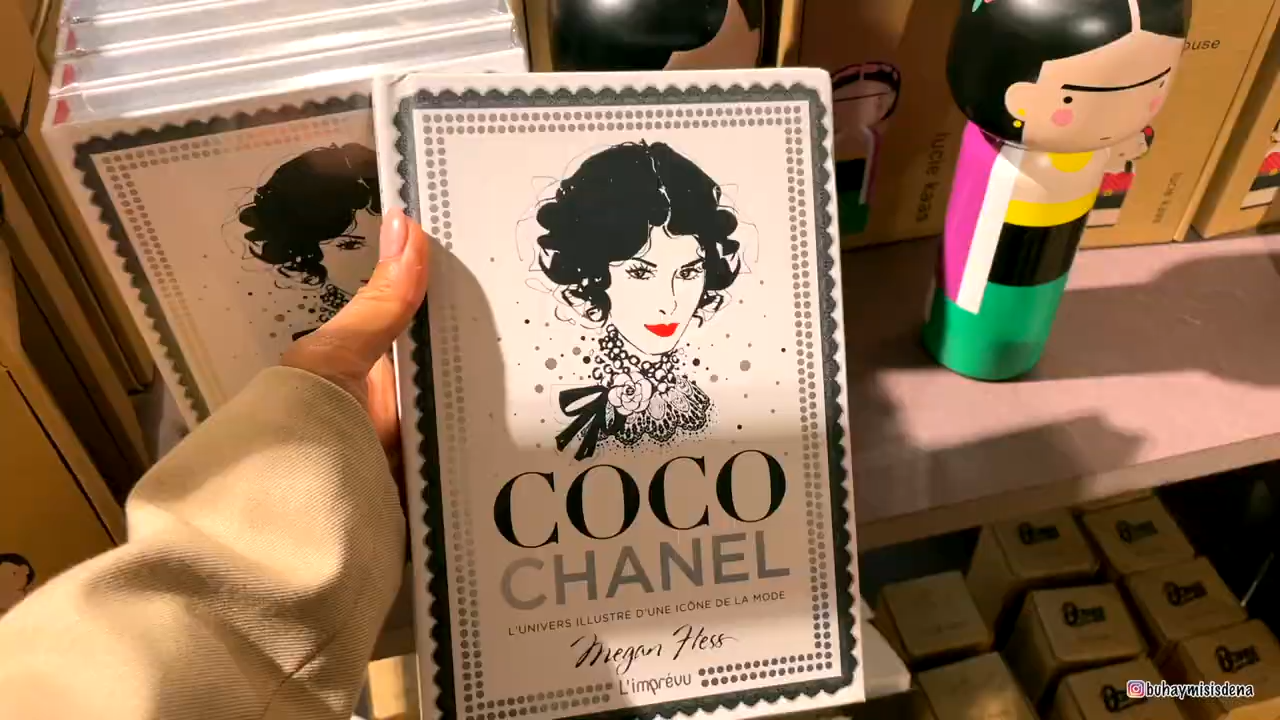 COCO
CHANEL
L'UNIVERS ILLUSTRÉ D'UNE ICÔNE DE LA MODE
Megan Hess
L'imprévu
lucie kaas
buhaymisisdena